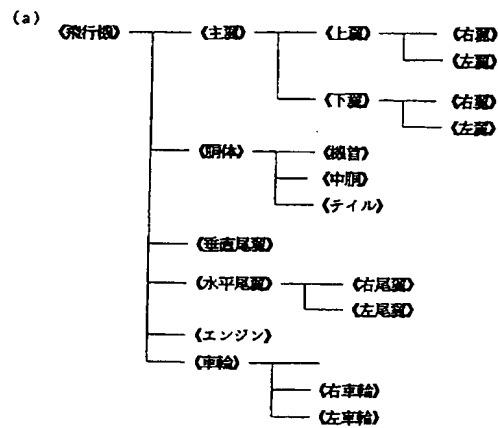 (a)
《飛行機》 《主翼》 《上翼》 《右翼》
《左翼》
《下翼》 《右翼》
《左翼》
《胴体》 《機首》
《中胴》
《テイル》
《垂直尾翼》
《水平尾翼》 《右尾翼》
《左尾翼》
《エンジン》
《車輪》
《右車輪》
《左車輪》